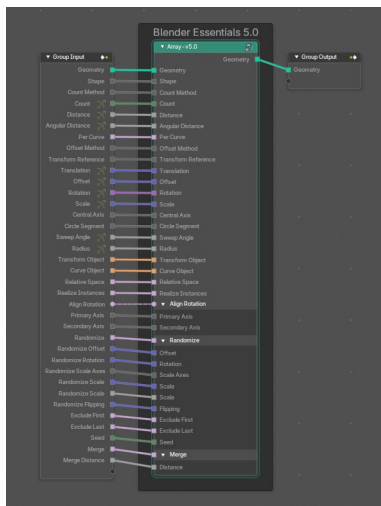 Blender Essentials 5.0
Group Input
Geometry
Shape
Count Method
Count
Distance
Angular Distance
Per Curve
Offset Method
Transform Reference
Translation
Offset
Rotation
Scale
Central Axis
Circle Segment
Sweep Angle
Radius
Transform Object
Curve Object
Relative Space
Realize Instances
Align Rotation
Primary Axis
Secondary Axis
Randomize
Randomize Offset
Randomize Rotation
Randomize Scale Axes
Randomize Scale
Randomize Scale
Randomize Flipping
Exclude First
Exclude Last
Seed
Merge
Merge Distance
Array - v5.0
Geometry
Geometry
Shape
Count Method
Count
Distance
Angular Distance
Per Curve
Offset Method
Transform Reference
Translation
Offset
Rotation
Scale
Central Axis
Circle Segment
Sweep Angle
Radius
Transform Object
Curve Object
Relative Space
Realize Instances
Align Rotation
Primary Axis
Secondary Axis
Randomize
Offset
Rotation
Scale Axes
Scale
Scale
Flipping
Exclude First
Exclude Last
Seed
Merge
Distance
Group Output
Geometry